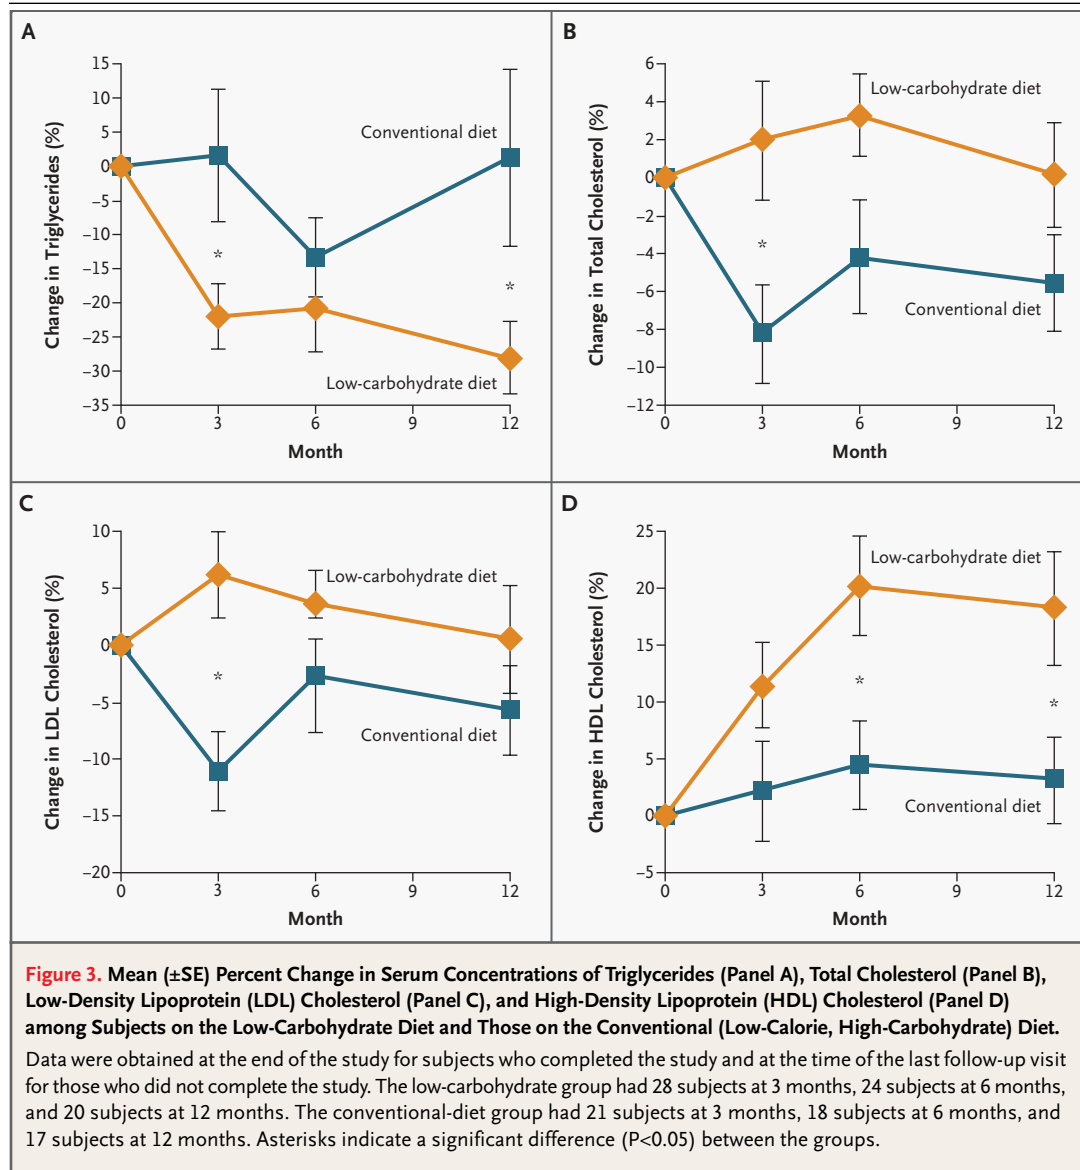 A
15
10
5
0
−5
−10
−15
−20
−25
−30
−35
Change in Triglycerides (%)
Conventional diet
*
*
Low-carbohydrate diet
0 3 6 9 12
Month
B
6
4
2
0
−2
−4
−6
−8
−10
−12
Change in Total Cholesterol (%)
Low-carbohydrate diet
*
Conventional diet
0 3 6 9 12
Month
C
10
5
0
−5
−10
−15
−20
Change in LDL Cholesterol (%)
Low-carbohydrate diet
*
Conventional diet
0 3 6 9 12
Month
D
25
20
15
10
5
0
−5
Change in HDL Cholesterol (%)
Low-carbohydrate diet
*
*
Conventional diet
0 3 6 9 12
Month
Figure 3. Mean (±SE) Percent Change in Serum Concentrations of Triglycerides (Panel A), Total Cholesterol (Panel B),
Low-Density Lipoprotein (LDL) Cholesterol (Panel C), and High-Density Lipoprotein (HDL) Cholesterol (Panel D)
among Subjects on the Low-Carbohydrate Diet and Those on the Conventional (Low-Calorie, High-Carbohydrate) Diet.
Data were obtained at the end of the study for subjects who completed the study and at the time of the last follow-up visit
for those who did not complete the study. The low-carbohydrate group had 28 subjects at 3 months, 24 subjects at 6 months,
and 20 subjects at 12 months. The conventional-diet group had 21 subjects at 3 months, 18 subjects at 6 months, and
17 subjects at 12 months. Asterisks indicate a significant difference (P<0.05) between the groups.